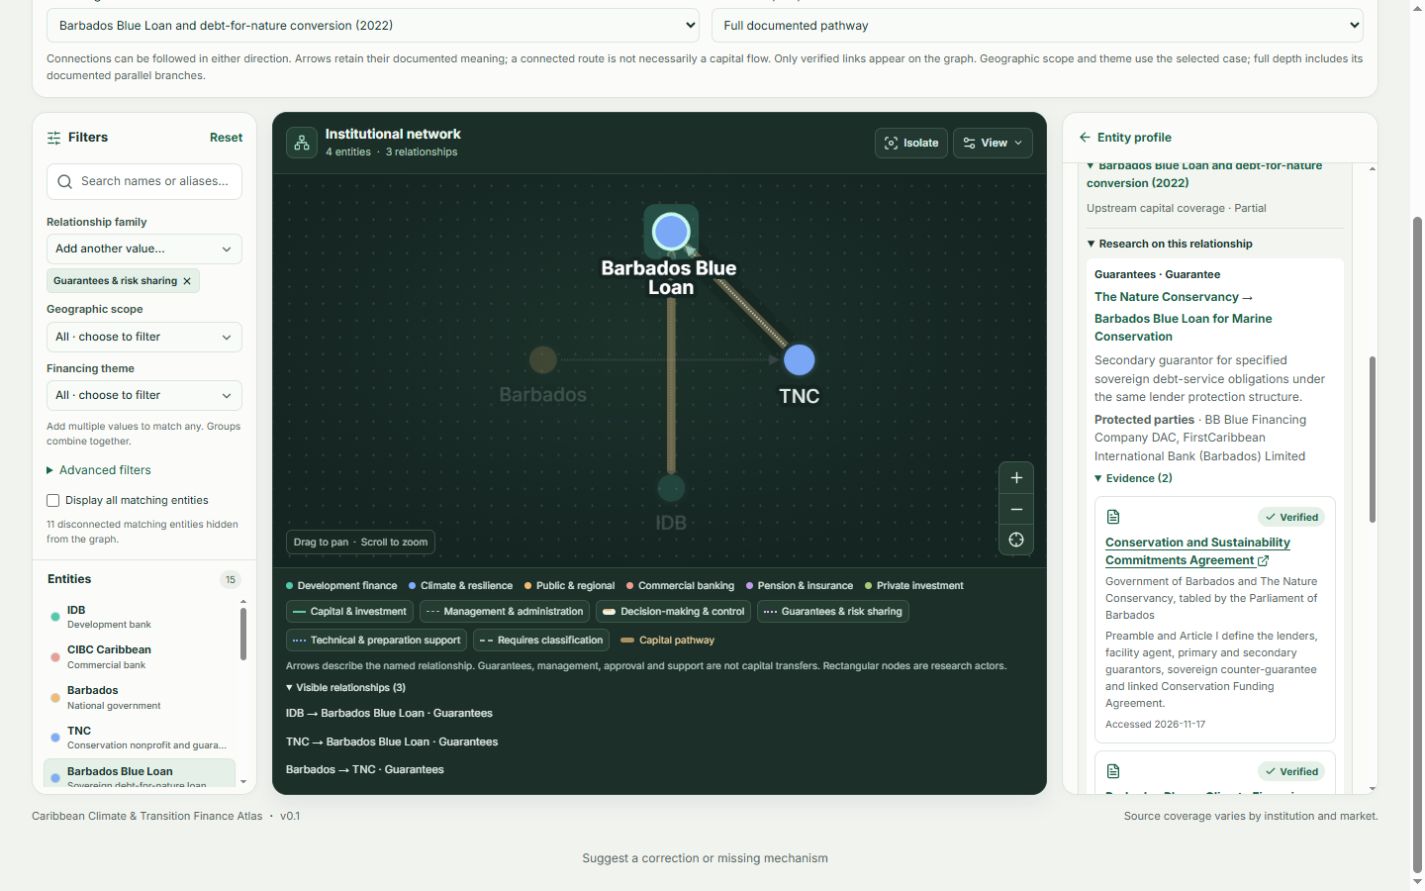 Barbados Blue Loan and debt-for-nature conversion (2022)
Full documented pathway
Connections can be followed in either direction. Arrows retain their documented meaning; a connected route is not necessarily a capital flow. Only verified links appear on the graph. Geographic scope and theme use the selected case; full depth includes its
documented parallel branches.
Filters
Reset
Search names or aliases...
Relationship family
Add another value...
Guarantees & risk sharing ×
Geographic scope
All · choose to filter
Financing theme
All · choose to filter
Add multiple values to match any. Groups
combine together.
Advanced filters
Display all matching entities
11 disconnected matching entities hidden
from the graph.
Entities
15
IDB
Development bank
CIBC Caribbean
Commercial bank
Barbados
National government
TNC
Conservation nonprofit and guara...
Barbados Blue Loan
Sovereign debt-for-nature loan
Institutional network
4 entities · 3 relationships
Isolate
View
Barbados Blue
Loan
Barbados
TNC
IDB
Drag to pan · Scroll to zoom
+
−
Development finance
Climate & resilience
Public & regional
Commercial banking
Pension & insurance
Private investment
Capital & investment
Management & administration
Decision-making & control
Guarantees & risk sharing
Technical & preparation support
Requires classification
Capital pathway
Arrows describe the named relationship. Guarantees, management, approval and support are not capital transfers. Rectangular nodes are research actors.
Visible relationships (3)
IDB → Barbados Blue Loan · Guarantees
TNC → Barbados Blue Loan · Guarantees
Barbados → TNC · Guarantees
← Entity profile
Barbados Blue Loan and debt-for-nature
conversion (2022)
Upstream capital coverage · Partial
Research on this relationship
Guarantees · Guarantee
The Nature Conservancy →
Barbados Blue Loan for Marine
Conservation
Secondary guarantor for specified
sovereign debt-service obligations under
the same lender protection structure.
Protected parties · BB Blue Financing
Company DAC, FirstCaribbean
International Bank (Barbados) Limited
Evidence (2)
Verified
Conservation and Sustainability
Commitments Agreement
Government of Barbados and The Nature
Conservancy, tabled by the Parliament of
Barbados
Preamble and Article I define the lenders,
facility agent, primary and secondary
guarantors, sovereign counter-guarantee
and linked Conservation Funding
Agreement.
Accessed 2026-11-17
Verified
Caribbean Climate & Transition Finance Atlas · v0.1
Source coverage varies by institution and market.
Suggest a correction or missing mechanism